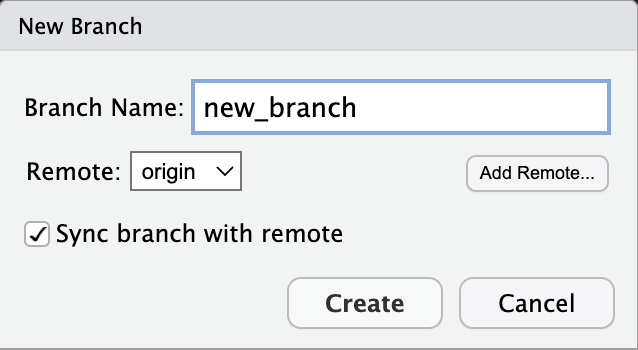 New Branch
Branch Name: new_branch
Remote: origin Add Remote...
Sync branch with remote
Create Cancel